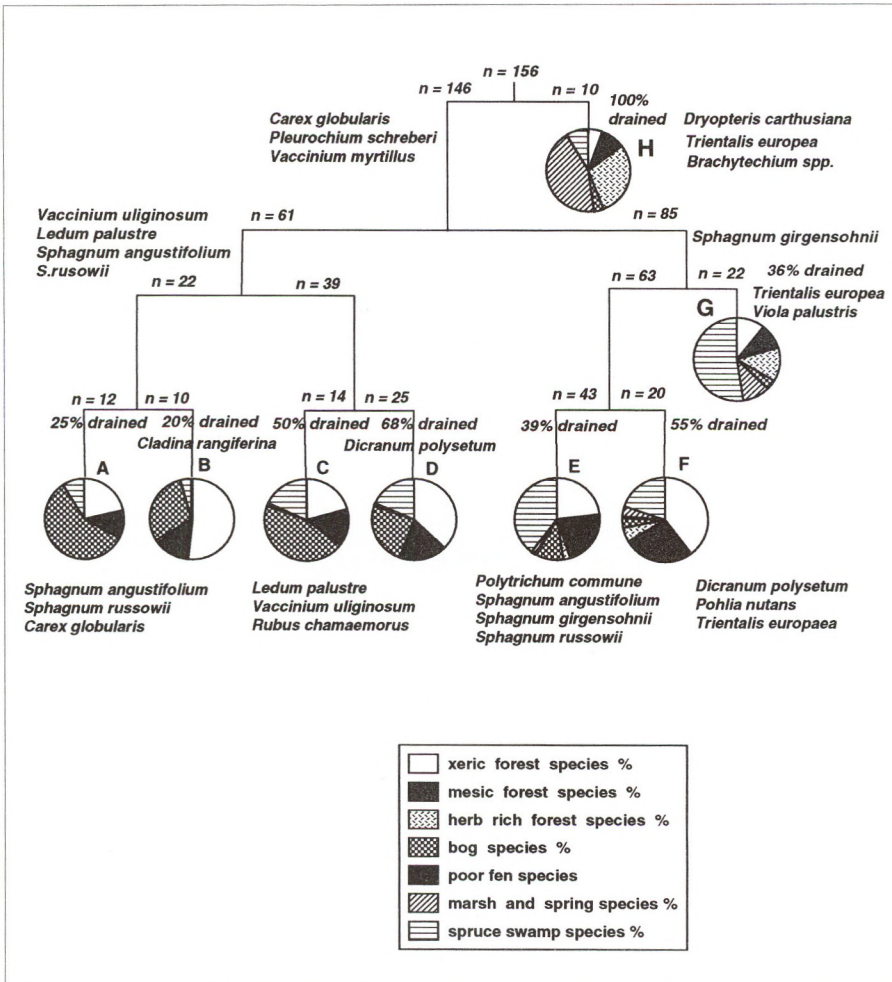 n = 156
n = 146
n = 10
Carex globularis
Pleurochium schreberi
Vaccinium myrtillus
100%
drained
H
Dryopteris carthusiana
Trientalis europea
Brachytechium spp.
Vaccinium uliginosum
Ledum palustre
Sphagnum angustifolium
S.rusowii
n = 61
n = 85
Sphagnum girgensohnii
n = 22
n = 39
n = 63
n = 22
36% drained
Trientalis europea
Viola palustris
G
n = 12
n = 10
n = 14
n = 25
n = 43
n = 20
25% drained
20% drained
50% drained
68% drained
39% drained
55% drained
Cladina rangiferina
Dicranum polysetum
A
B
C
D
E
F
Sphagnum angustifolium
Sphagnum russowii
Carex globularis
Ledum palustre
Vaccinium uliginosum
Rubus chamaemorus
Polytrichum commune
Sphagnum angustifolium
Sphagnum girgensohnii
Sphagnum russowii
Dicranum polysetum
Pohlia nutans
Trientalis europaea
xeric forest species %
mesic forest species %
herb rich forest species %
bog species %
poor fen species
marsh and spring species %
spruce swamp species %